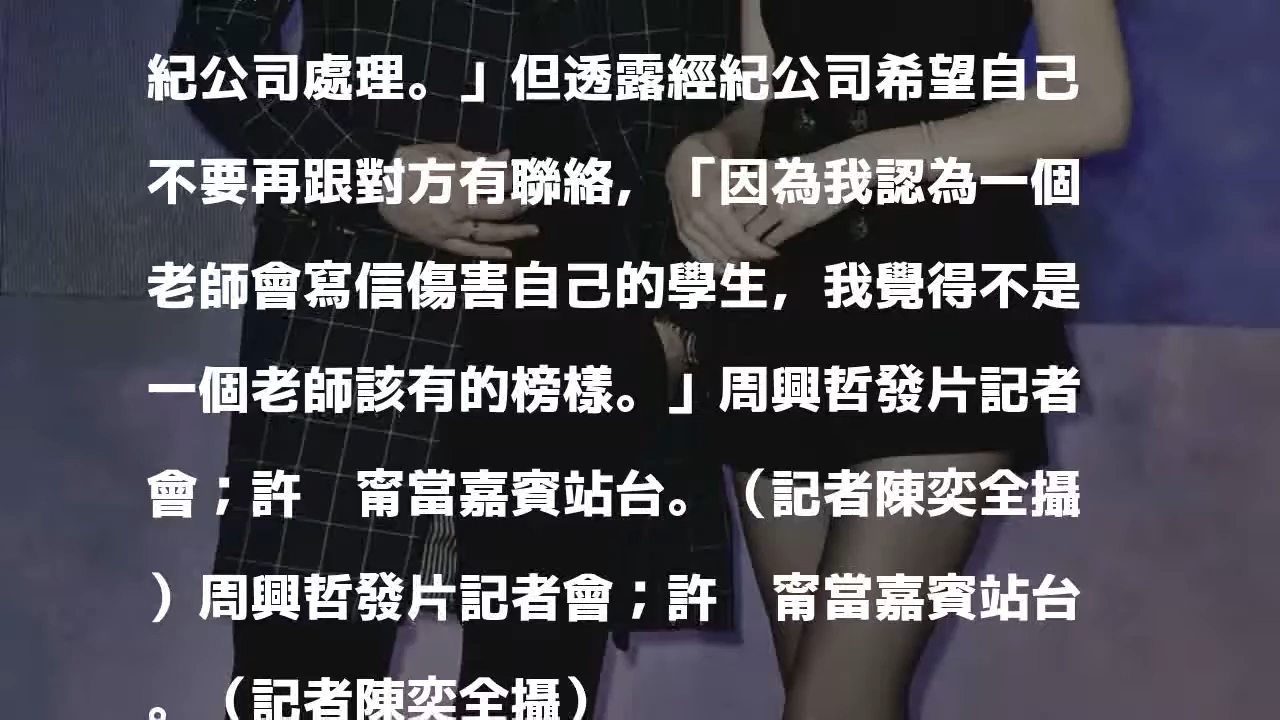 紀公司處理。」但透露經紀公司希望自己
不要再跟對方有聯絡，「因為我認為一個
老師會寫信傷害自己的學生，我覺得不是
一個老師該有的榜樣。」周興哲發片記者
會；許　甯當嘉賓站台。（記者陳奕全攝
）周興哲發片記者會；許　甯當嘉賓站台
。（記者陳奕全攝）